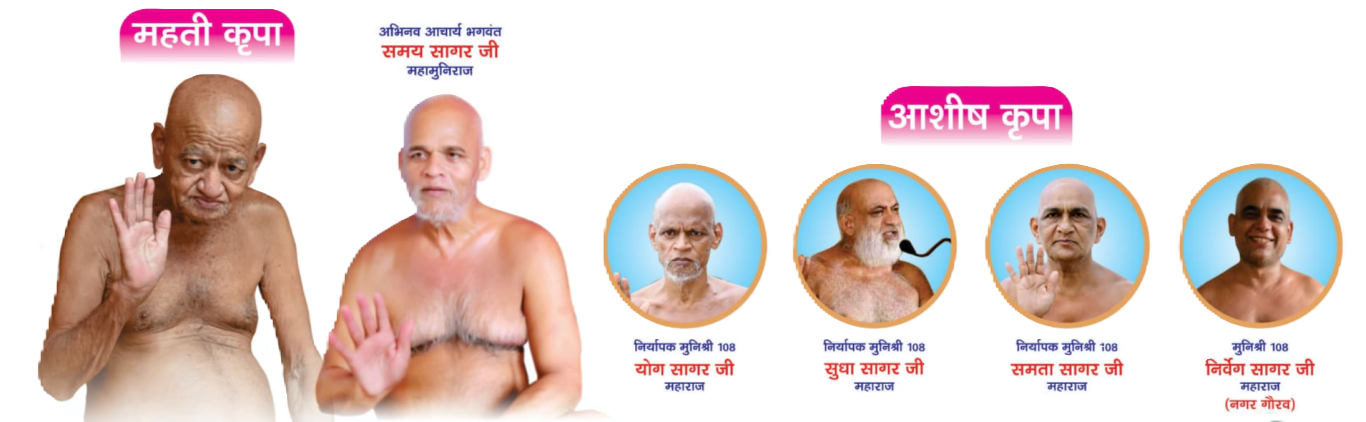 महती कृपा
अभिनव आचार्य भगवंत
समय सागर जी
महामुनिराज
आशीष कृपा
निर्यापक मुनिश्री 108
योग सागर जी
महाराज
निर्यापक मुनिश्री 108
सुधा सागर जी
महाराज
निर्यापक मुनिश्री 108
समता सागर जी
महाराज
मुनिश्री 108
निर्वेग सागर जी
महाराज
(नगर गौरव)